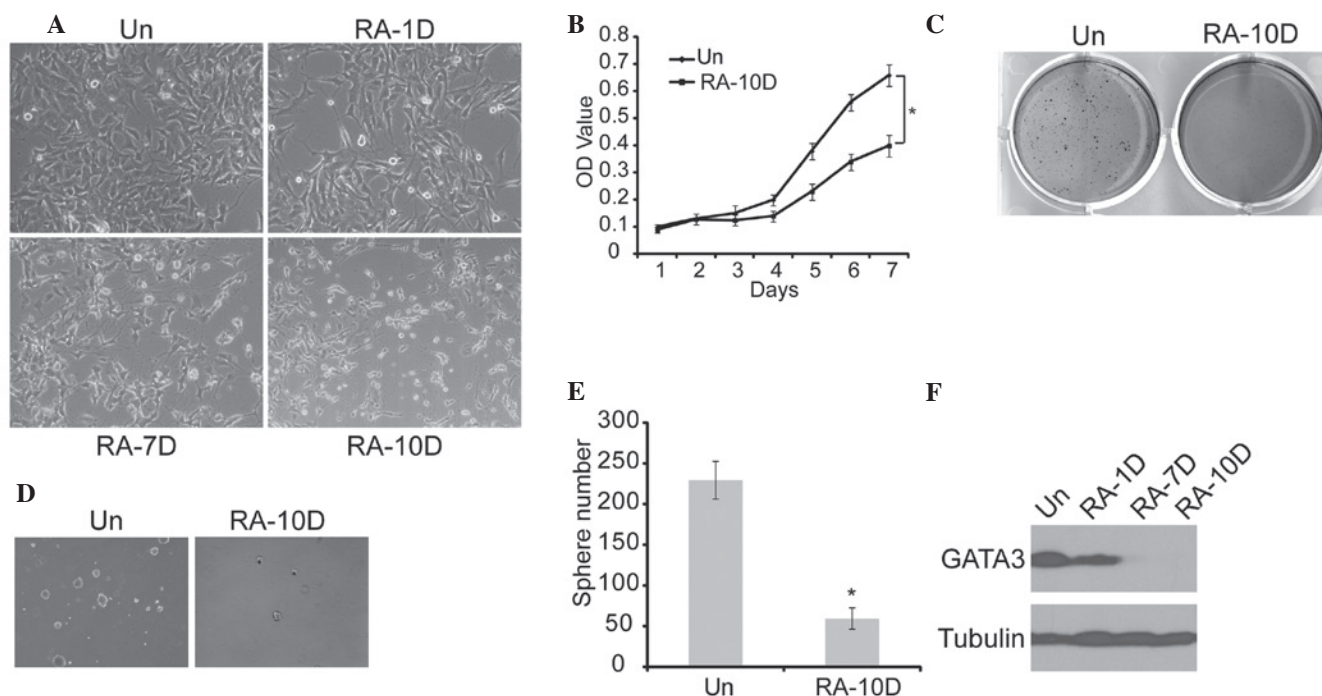 A
Un
RA-1D
RA-7D
RA-10D
B
0.8
0.7
0.6
0.5
0.4
0.3
0.2
0.1
0
OD Value
Un
RA-10D
*
1 2 3 4 5 6 7
Days
C
Un
RA-10D
D
Un
RA-10D
E
300
250
200
150
100
50
0
Sphere number
*
Un
RA-10D
F
Un
RA-1D
RA-7D
RA-10D
GATA3
Tubulin